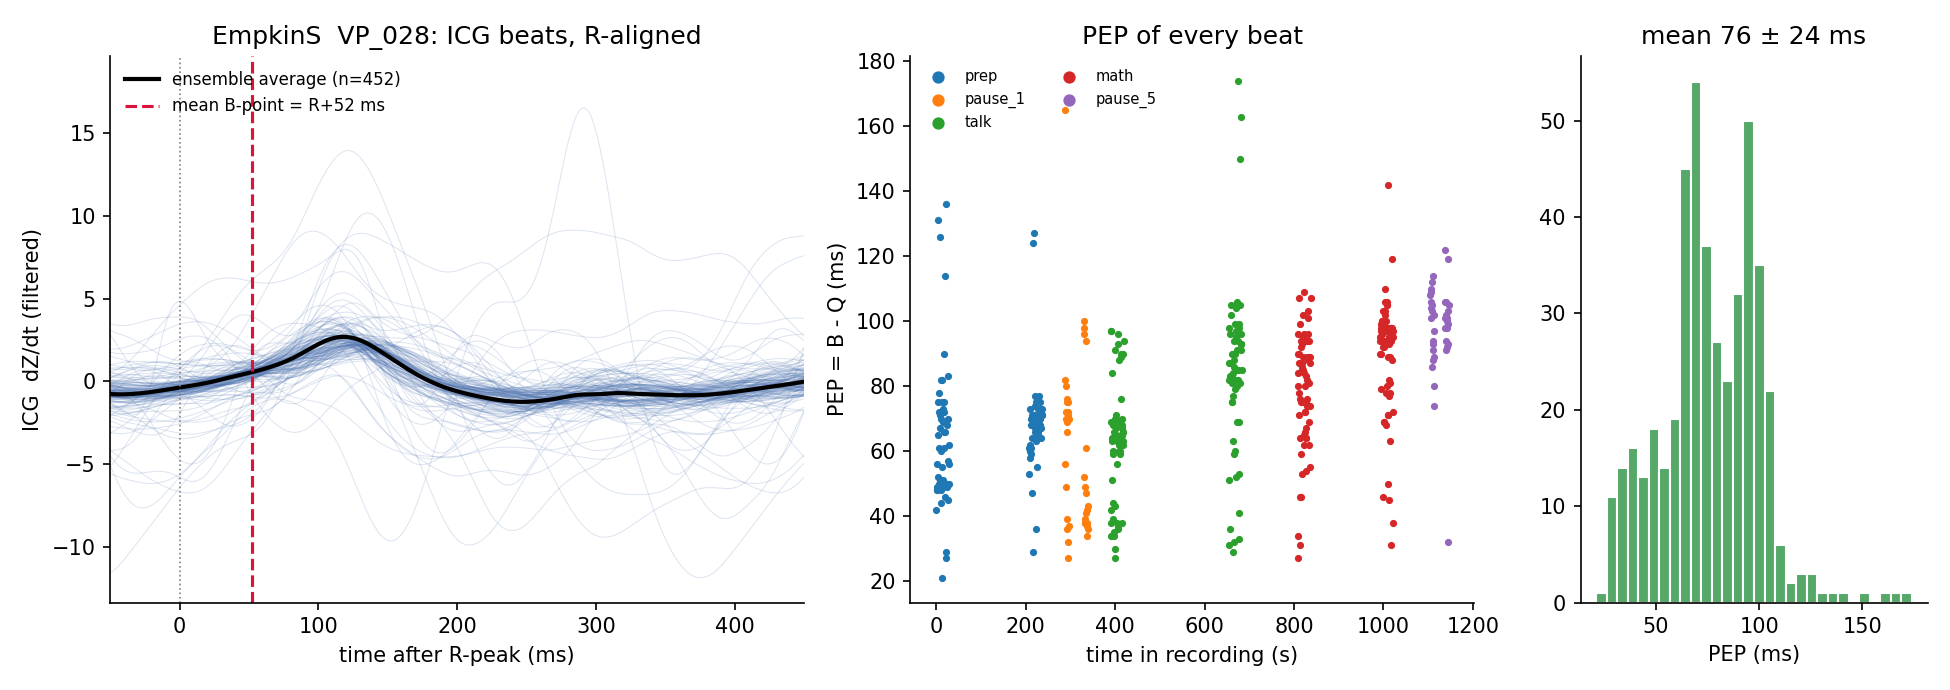 EmpkinS  VP_028: ICG beats, R-aligned
ensemble average (n=452)
mean B-point = R+52 ms
15
10
5
0
−5
−10
ICG  dZ/dt (filtered)
0
100
200
300
400
time after R-peak (ms)
PEP of every beat
prep
pause_1
talk
math
pause_5
180
160
140
120
100
80
60
40
20
PEP = B - Q (ms)
0
200
400
600
800
1000
1200
time in recording (s)
mean 76 ± 24 ms
50
40
30
20
10
0
50
100
150
PEP (ms)